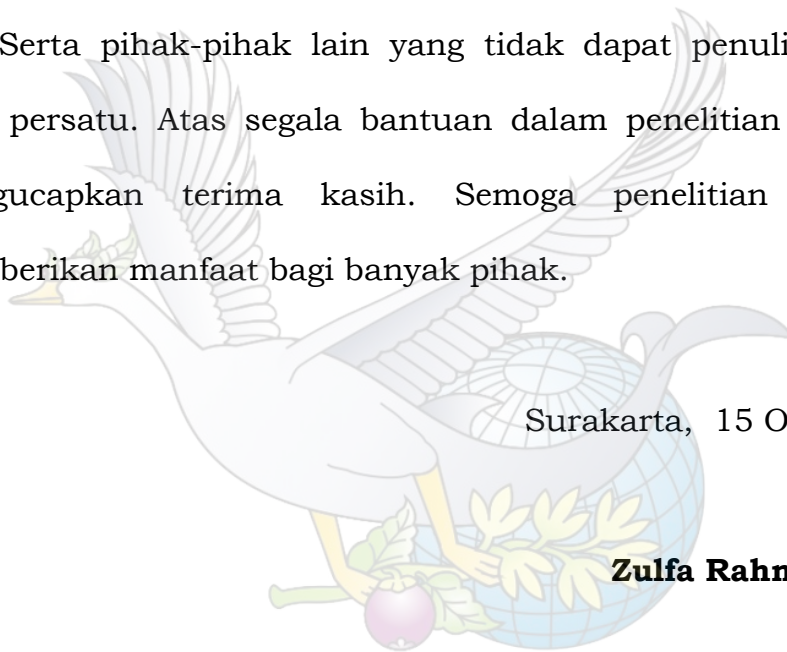 Serta pihak-pihak lain yang tidak dapat penuli
persatu. Atas segala bantuan dalam penelitian
gucapkan terima kasih. Semoga penelitian
berikan manfaat bagi banyak pihak.
Surakarta, 15 O
Zulfa Rahm